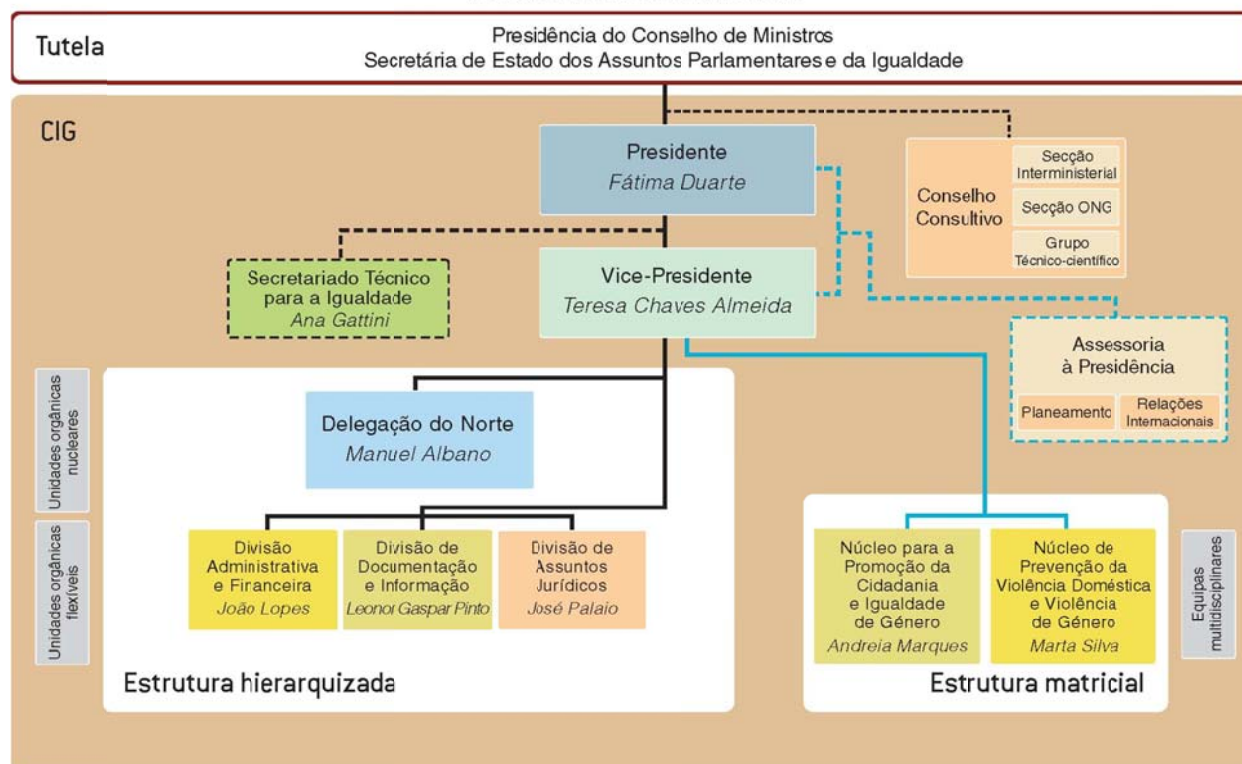 Tutela
Presidência do Conselho de Ministros
Secretária de Estado dos Assuntos Parlamentares e da Igualdade
CIG
Presidente
Fátima Duarte
Conselho
Consultivo
Secção
Interministerial
Secção ONG
Grupo
Técnico-científico
Secretariado Técnico
para a Igualdade
Ana Gattini
Vice-Presidente
Teresa Chaves Almeida
Assessoria
à Presidência
Planeamento
Relações
Internacionais
Unidades orgânicas
nucleares
Delegação do Norte
Manuel Albano
Unidades orgânicas
flexíveis
Divisão
Administrativa
e Financeira
João Lopes
Divisão de
Documentação
e Informação
Leonor Gaspar Pinto
Divisão de
Assuntos
Jurídicos
José Palaio
Núcleo para a
Promoção da
Cidadania
e Igualdade
de Género
Andreia Marques
Núcleo de
Prevenção da
Violência Doméstica
e Violência
de Género
Marta Silva
Equipas
multidisciplinares
Estrutura hierarquizada
Estrutura matricial